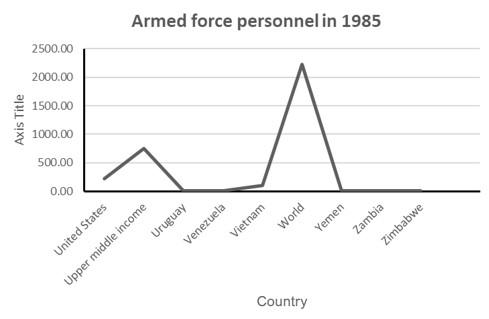 Armed force personnel in 1985
2500.00
2000.00
1500.00
1000.00
500.00
0.00
Axis Title
United States
Upper middle income
Uruguay
Venezuela
Vietnam
World
Yemen
Zambia
Zimbabwe
Country